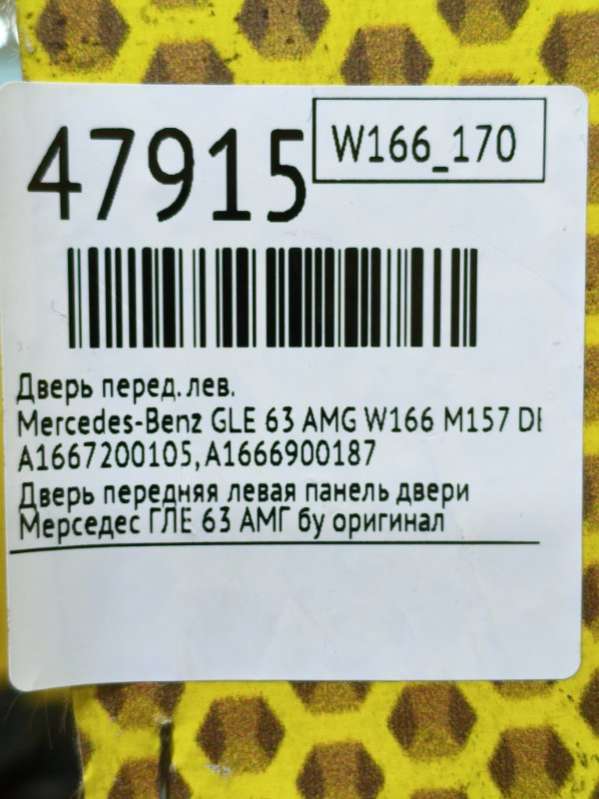 47915
W166_170
Дверь перед. лев.
Mercedes-Benz GLE 63 AMG W166 M157 DE
A1667200105, A1666900187
Дверь передняя левая панель двери
Мерседес ГЛЕ 63 АМГ бу оригинал